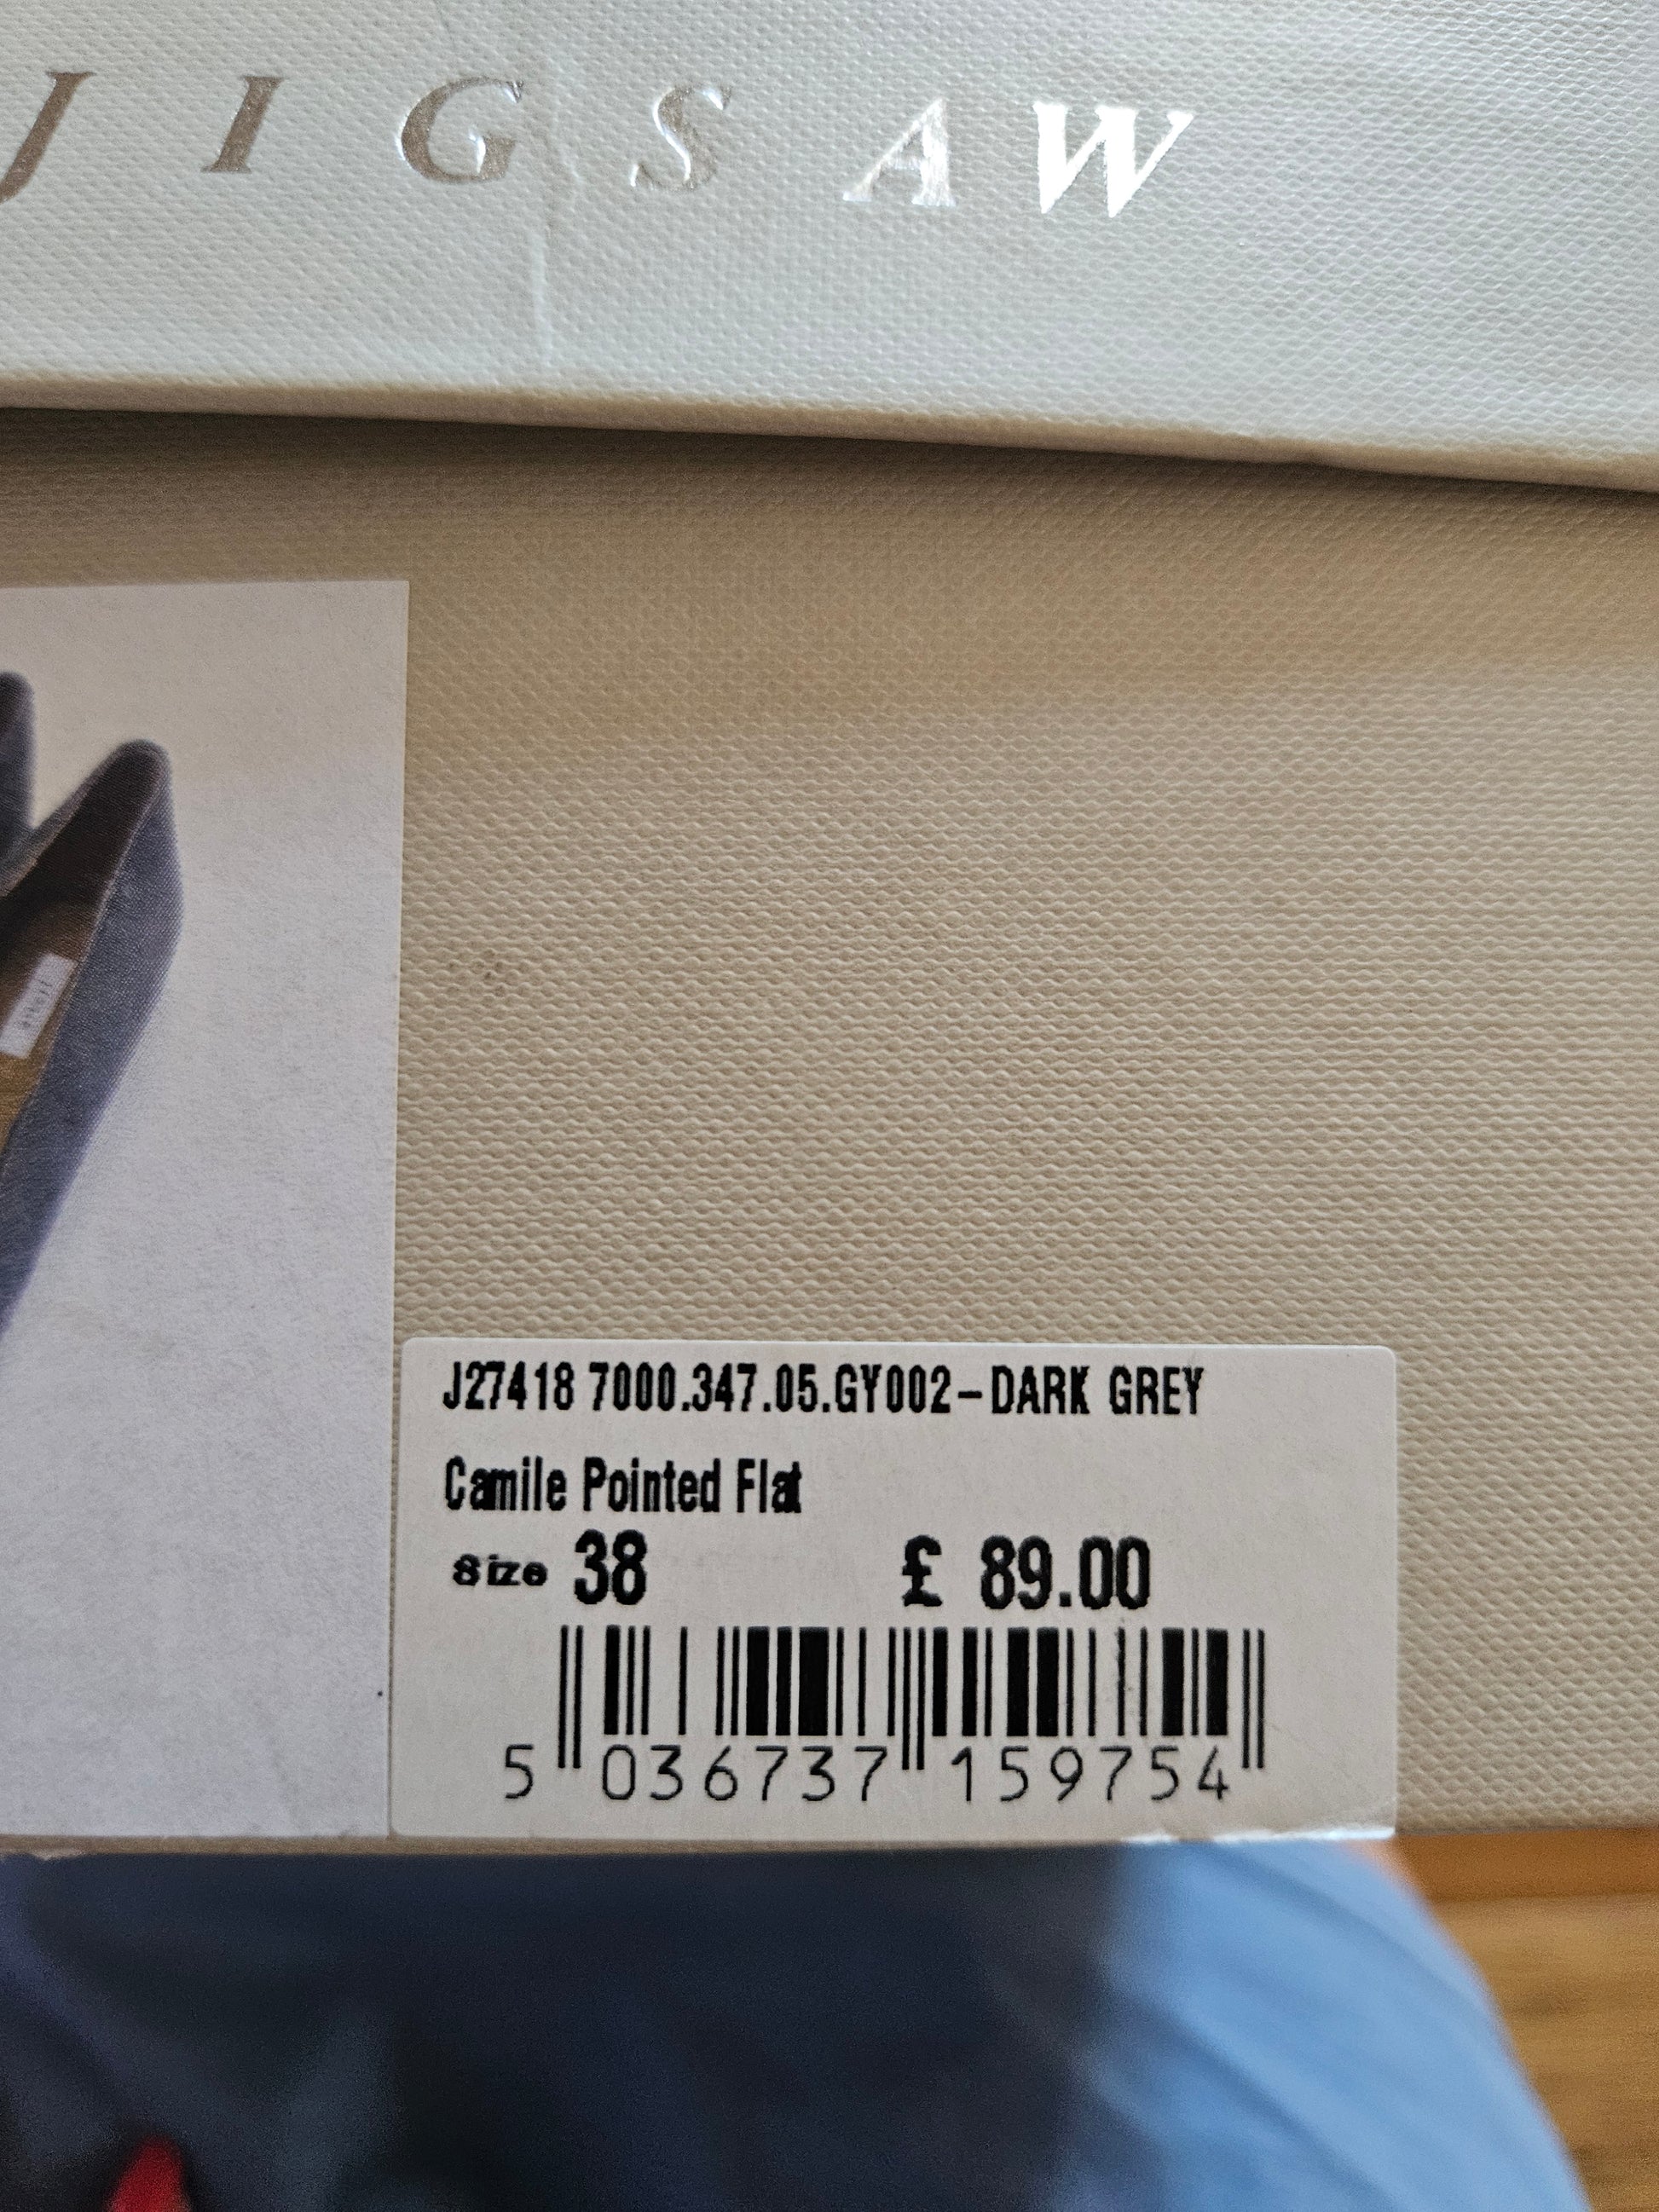 JIGSAW
J27418 7000.347.05.GY002-DARK GREY
Camile Pointed Flat
Size 38 £ 89.00
5 036737 159754